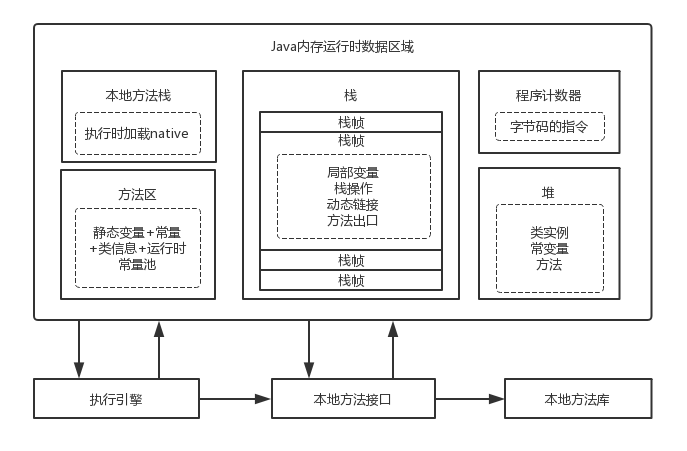 Java内存运行时数据区域
本地方法栈
执行时加载native
方法区
静态变量+常量
+类信息+运行时
常量池
栈
栈帧
栈帧
局部变量
栈操作
动态链接
方法出口
栈帧
栈帧
程序计数器
字节码的指令
堆
类实例
常变量
方法
执行引擎
本地方法接口
本地方法库